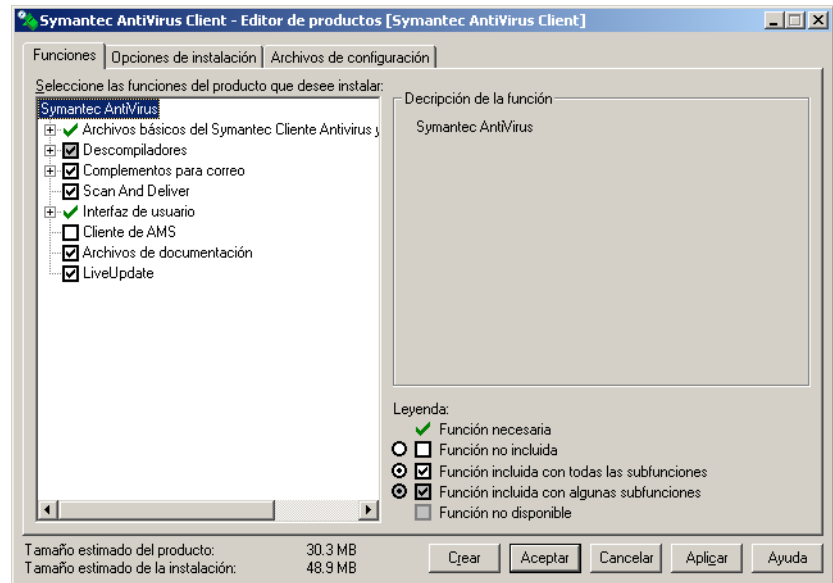 Symantec AntiVirus Client - Editor de productos [Symantec AntiVirus Client]
Funciones
Opciones de instalación
Archivos de configuración
Seleccione las funciones del producto que desee instalar:
Symantec AntiVirus
Archivos básicos del Symantec Cliente Antivirus y
Descompiladores
Complementos para correo
Scan And Deliver
Interfaz de usuario
Cliente de AMS
Archivos de documentación
LiveUpdate
Decripción de la función
Symantec AntiVirus
Leyenda:
Función necesaria
Función no incluida
Función incluida con todas las subfunciones
Función incluida con algunas subfunciones
Función no disponible
Tamaño estimado del producto: 30.3 MB
Tamaño estimado de la instalación: 48.9 MB
Crear
Aceptar
Cancelar
Aplicar
Ayuda